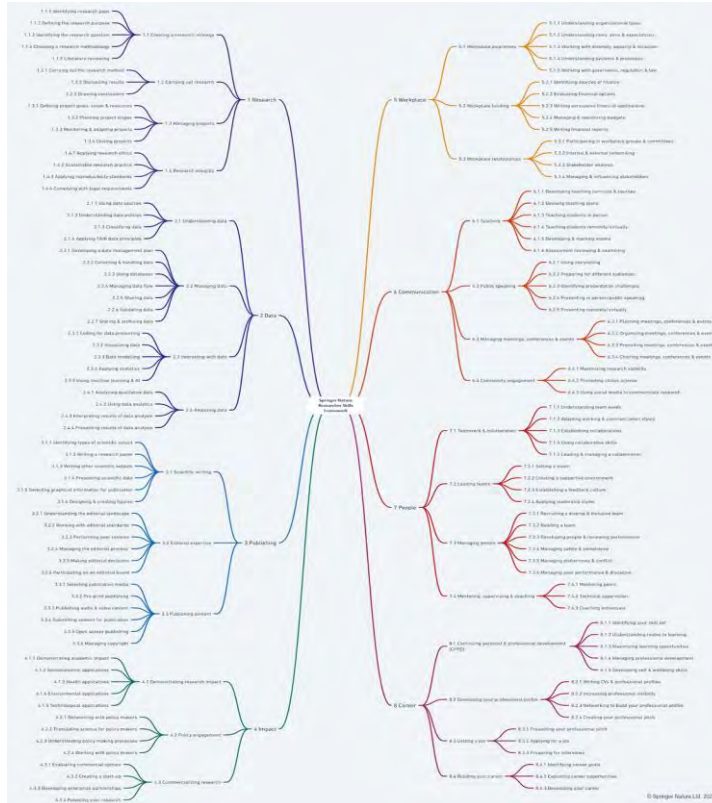 1.1.1 Identifying research gaps
1.1.2 Defining the research purpose
1.1.3 Identifying the research question
1.1.4 Choosing a research methodology
1.1.5 Literature reviewing
1.2 Carrying out research
1.2.1 Carrying out the research method
1.2.2 Discussing results
1.2.3 Drawing conclusions
1.3 Managing projects
1.3.1 Defining project goals, scope & resources
1.3.2 Planning project stages
1.3.3 Monitoring & adapting projects
1.3.4 Closing projects
1.4 Research integrity
1.4.1 Applying research ethics
1.4.2 Sustainable research practice
1.4.3 Applying reproducibility standards
1.4.4 Complying with legal requirements
1 Research
2.1 Understanding data
2.1.1 Using data sources
2.1.2 Understanding data policies
2.1.3 Classifying data
2.1.4 Applying FAIR data principles
2.2 Managing data
2.2.1 Developing a data management plan
2.2.2 Collecting & handling data
2.2.3 Using databases
2.2.4 Managing data flow
2.2.5 Sharing data
2.2.6 Validating data
2.2.7 Storing & archiving data
2.3 Interacting with data
2.3.1 Coding for data processing
2.3.2 Visualising data
2.3.3 Data modelling
2.3.4 Applying statistics
2.3.5 Using machine learning & AI
2.4 Analysing data
2.4.1 Analysing qualitative data
2.4.2 Using data analytics
2.4.3 Interpreting results of data analysis
2.4.4 Presenting results of data analysis
2 Data
3.1 Scientific writing
3.1.1 Identifying types of scientific output
3.1.2 Writing a research paper
3.1.3 Writing other scientific outputs
3.1.4 Presenting scientific data
3.1.5 Selecting graphical information for publication
3.1.6 Designing & creating figures
3.2 Editorial expertise
3.2.1 Understanding the editorial landscape
3.2.2 Working with editorial standards
3.2.3 Performing peer reviews
3.2.4 Managing the editorial process
3.2.5 Making editorial decisions
3.2.6 Participating on an editorial board
3.3 Publishing content
3.3.1 Selecting publication media
3.3.2 Pre-print publishing
3.3.3 Publishing audio & video content
3.3.4 Submitting content for publication
3.3.5 Open access publishing
3.3.6 Managing copyright
3 Publishing
4.1 Demonstrating research impact
4.1.1 Demonstrating academic impact
4.1.2 Socioeconomic applications
4.1.3 Health applications
4.1.4 Environmental applications
4.1.5 Technological applications
4.2 Policy engagement
4.2.1 Networking with policy makers
4.2.2 Translating science for policy makers
4.2.3 Understanding policy making processes
4.2.4 Working with policy makers
4.3 Commercialising research
4.3.1 Evaluating commercial options
4.3.2 Creating a start-up
4.3.3 Developing enterprise partnerships
4.3.4 Patenting your research
4 Impact
Springer Nature
Researcher Skills
Framework
5 Workplace
5.1 Workplace awareness
5.1.1 Understanding organisational types
5.1.2 Understanding roles, aims & expectations
5.1.3 Working with diversity, equity & inclusion
5.1.4 Understanding systems & processes
5.1.5 Working with governance, regulation & law
5.2 Workplace funding
5.2.1 Identifying sources of finance
5.2.2 Evaluating financial options
5.2.3 Writing successful financial applications
5.2.4 Managing & monitoring budgets
5.2.5 Writing financial reports
5.3 Workplace relationships
5.3.1 Participating in workplace groups & committees
5.3.2 Internal & external networking
5.3.3 Stakeholder analysis
5.3.4 Managing & influencing stakeholders
6 Communication
6.1 Teaching
6.1.1 Developing teaching curricula & courses
6.1.2 Devising teaching plans
6.1.3 Teaching students in person
6.1.4 Teaching students remotely/virtually
6.1.5 Developing & marking exams
6.1.6 Assessment reviewing & examining
6.2 Public speaking
6.2.1 Using storytelling
6.2.2 Preparing for different audiences
6.2.3 Identifying presentation challenges
6.2.4 Presenting in person/public speaking
6.2.5 Presenting remotely/virtually
6.3 Managing meetings, conferences & events
6.3.1 Planning meetings, conferences & events
6.3.2 Organising meetings, conferences & events
6.3.3 Promoting meetings, conferences & events
6.3.4 Chairing meetings, conferences & events
6.4 Community engagement
6.4.1 Maximising research visibility
6.4.2 Promoting citizen science
6.4.3 Using social media to communicate research
7 People
7.1 Teamwork & collaboration
7.1.1 Understanding team needs
7.1.2 Adapting working & communication styles
7.1.3 Establishing collaborations
7.1.4 Using collaborative skills
7.1.5 Leading & managing a collaboration
7.2 Leading teams
7.2.1 Setting a vision
7.2.2 Creating a supportive environment
7.2.3 Establishing a feedback culture
7.2.4 Applying leadership styles
7.3 Managing people
7.3.1 Recruiting a diverse & inclusive team
7.3.2 Building a team
7.3.3 Developing people & reviewing performance
7.3.4 Managing safety & compliance
7.3.5 Managing disharmony & conflict
7.3.6 Managing poor performance & discipline
7.4 Mentoring, supervising & coaching
7.4.1 Mentoring peers
7.4.2 Technical supervision
7.4.3 Coaching individuals
8 Career
8.1 Continuing personal & professional development
(CPPD)
8.1.1 Identifying your skill set
8.1.2 Understanding routes to learning
8.1.3 Maximising learning opportunities
8.1.4 Managing professional development
8.1.5 Developing self & wellbeing skills
8.2 Developing your professional profile
8.2.1 Writing CVs & professional profiles
8.2.2 Increasing professional visibility
8.2.3 Networking to build your professional profile
8.2.4 Creating your professional pitch
8.3 Getting a job
8.3.1 Presenting your professional pitch
8.3.2 Applying for a job
8.3.3 Preparing for interviews
8.4 Building your career
8.4.1 Identifying career goals
8.4.2 Evaluating career opportunities
8.4.3 Developing your career
© Springer Nature Ltd.